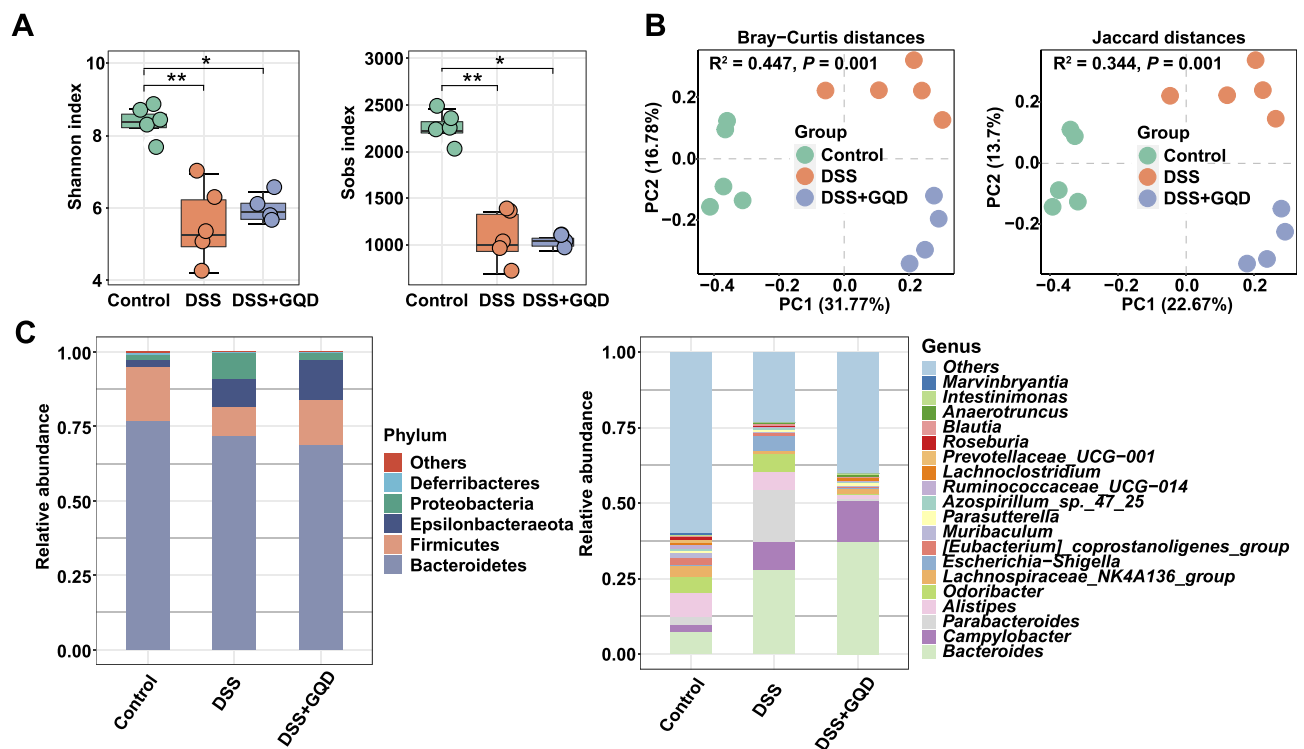 A
Shannon index
10
8
6
4
*
**
Control
DSS
DSS+GQD
Sobs index
3000
2500
2000
1500
1000
*
**
Control
DSS
DSS+GQD
B
Bray−Curtis distances
R² = 0.447, P = 0.001
PC2 (16.78%)
0.2
0.0
−0.2
Group
Control
DSS
DSS+GQD
−0.4
−0.2
0.0
0.2
PC1 (31.77%)
Jaccard distances
R² = 0.344, P = 0.001
PC2 (13.7%)
0.2
0.0
−0.2
Group
Control
DSS
DSS+GQD
−0.4
−0.2
0.0
0.2
PC1 (22.67%)
C
Relative abundance
1.00
0.75
0.50
0.25
0.00
Control
DSS
DSS+GQD
Phylum
Others
Deferribacteres
Proteobacteria
Epsilonbacteraeota
Firmicutes
Bacteroidetes
Relative abundance
1.00
0.75
0.50
0.25
0.00
Control
DSS
DSS+GQD
Genus
Others
Marvinbryantia
Intestinimonas
Anaerotruncus
Blautia
Roseburia
Prevotellaceae_UCG−001
Lachnoclostridium
Ruminococcaceae_UCG−014
Azospirillum_sp._47_25
Parasutterella
Muribaculum
[Eubacterium]_coprostanoligenes_group
Escherichia−Shigella
Lachnospiraceae_NK4A136_group
Odoribacter
Alistipes
Parabacteroides
Campylobacter
Bacteroides